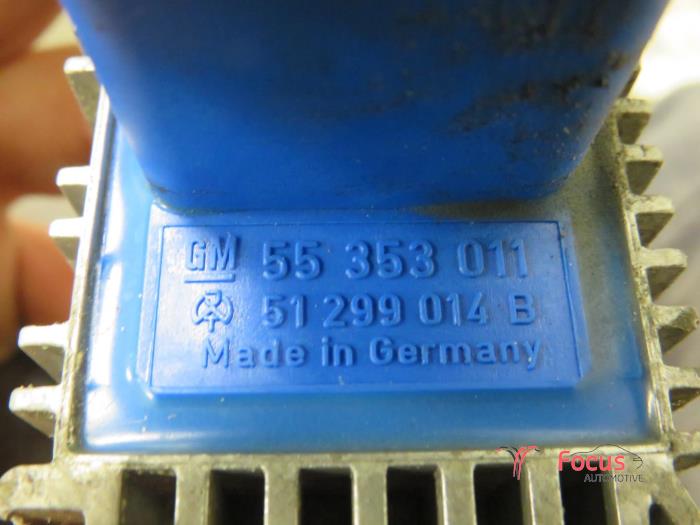 GM 55 353 011
51 299 014 B
Made in Germany
Focus
AUTOMOTIVE